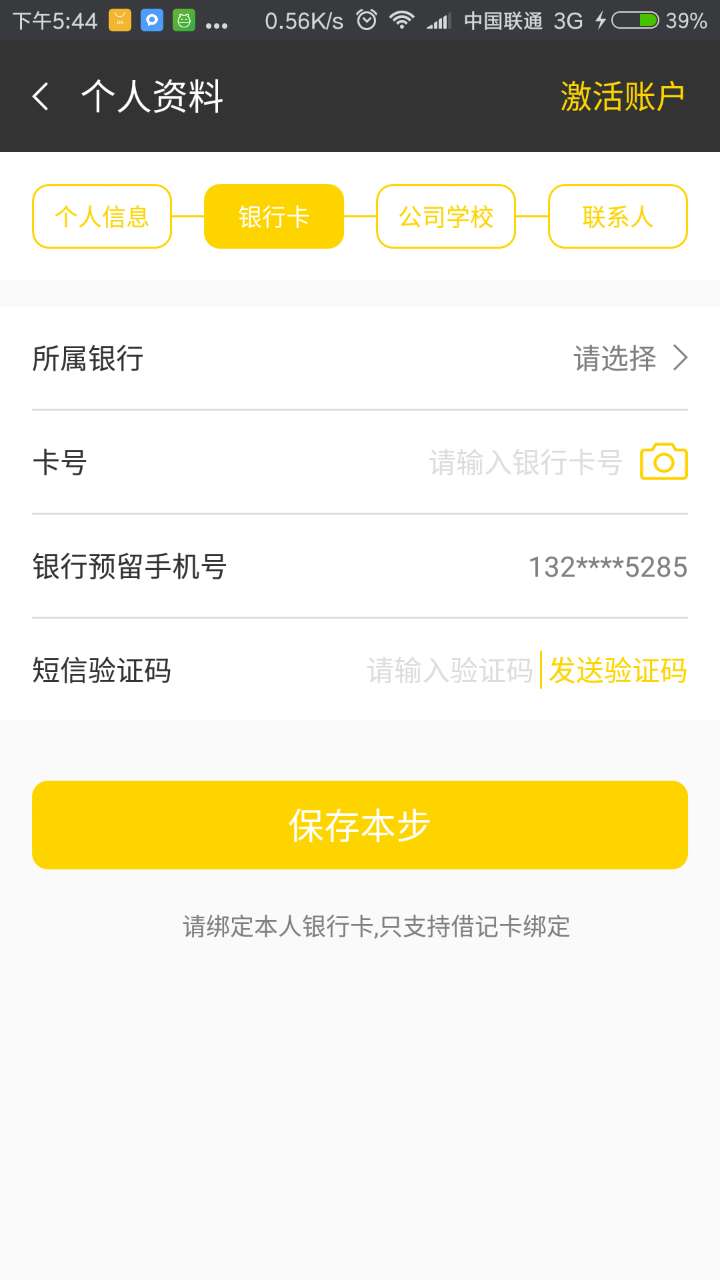 下午5:44 ... 0.56K/s 中国联通 3G 39%
个人资料 激活账户
个人信息 银行卡 公司学校 联系人
所属银行 请选择
卡号 请输入银行卡号
银行预留手机号 132****5285
短信验证码 请输入验证码 发送验证码
保存本步
请绑定本人银行卡,只支持借记卡绑定